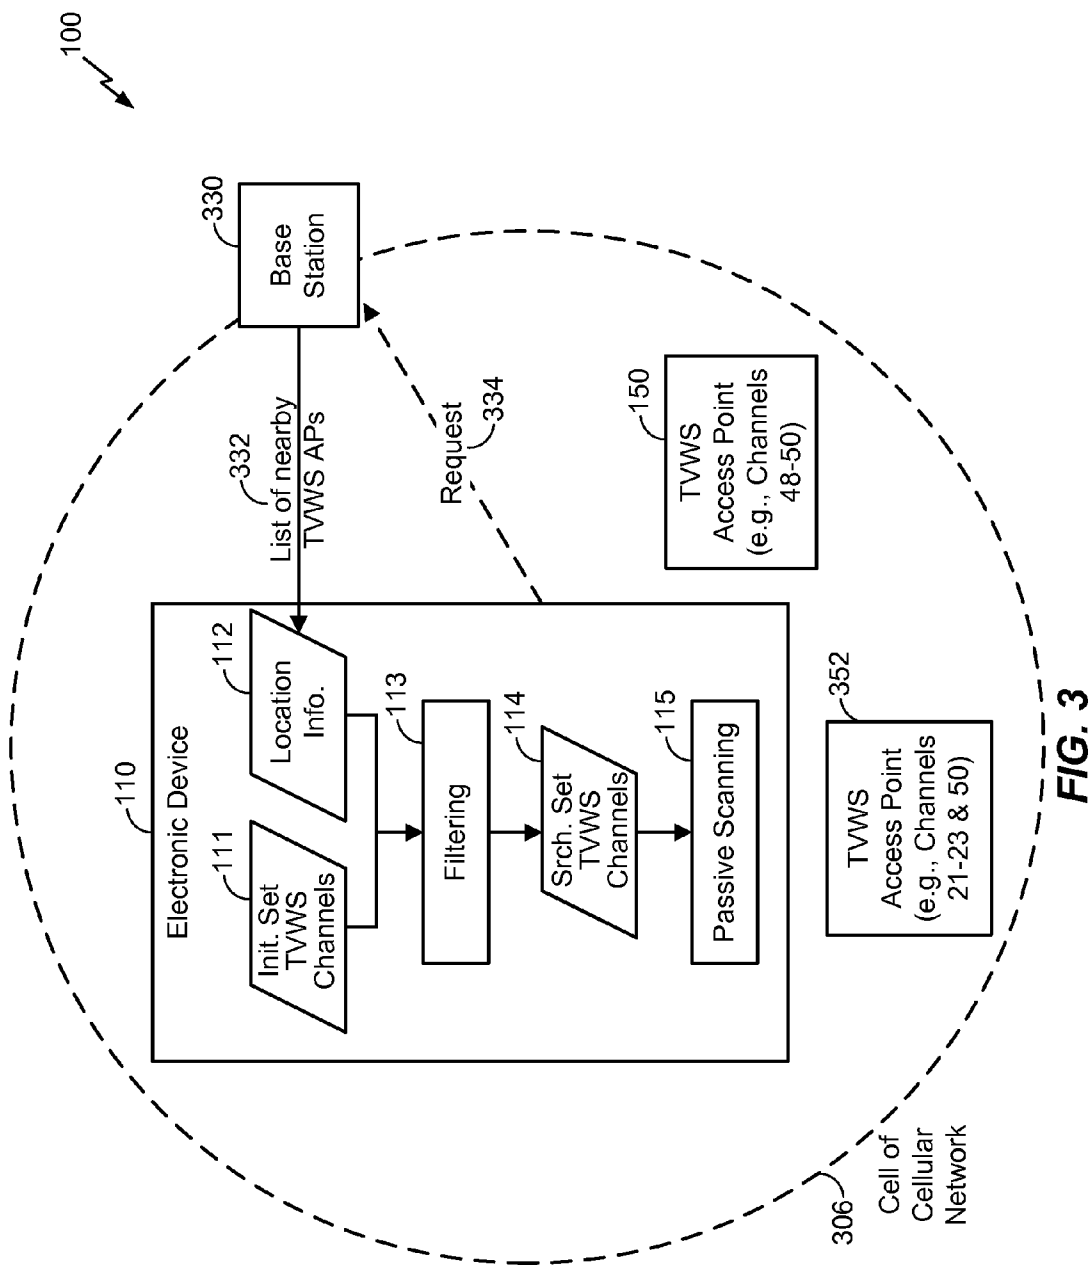 100
330
Base
Station
332
List of nearby
TVWS APs
Request
334
110
Electronic Device
111
Init. Set
TVWS
Channels
112
Location
Info.
113
Filtering
114
Srch. Set
TVWS
Channels
115
Passive Scanning
150
TVWS
Access Point
(e.g., Channels
48-50)
352
TVWS
Access Point
(e.g., Channels
21-23 & 50)
306
Cell of
Cellular
Network
FIG. 3